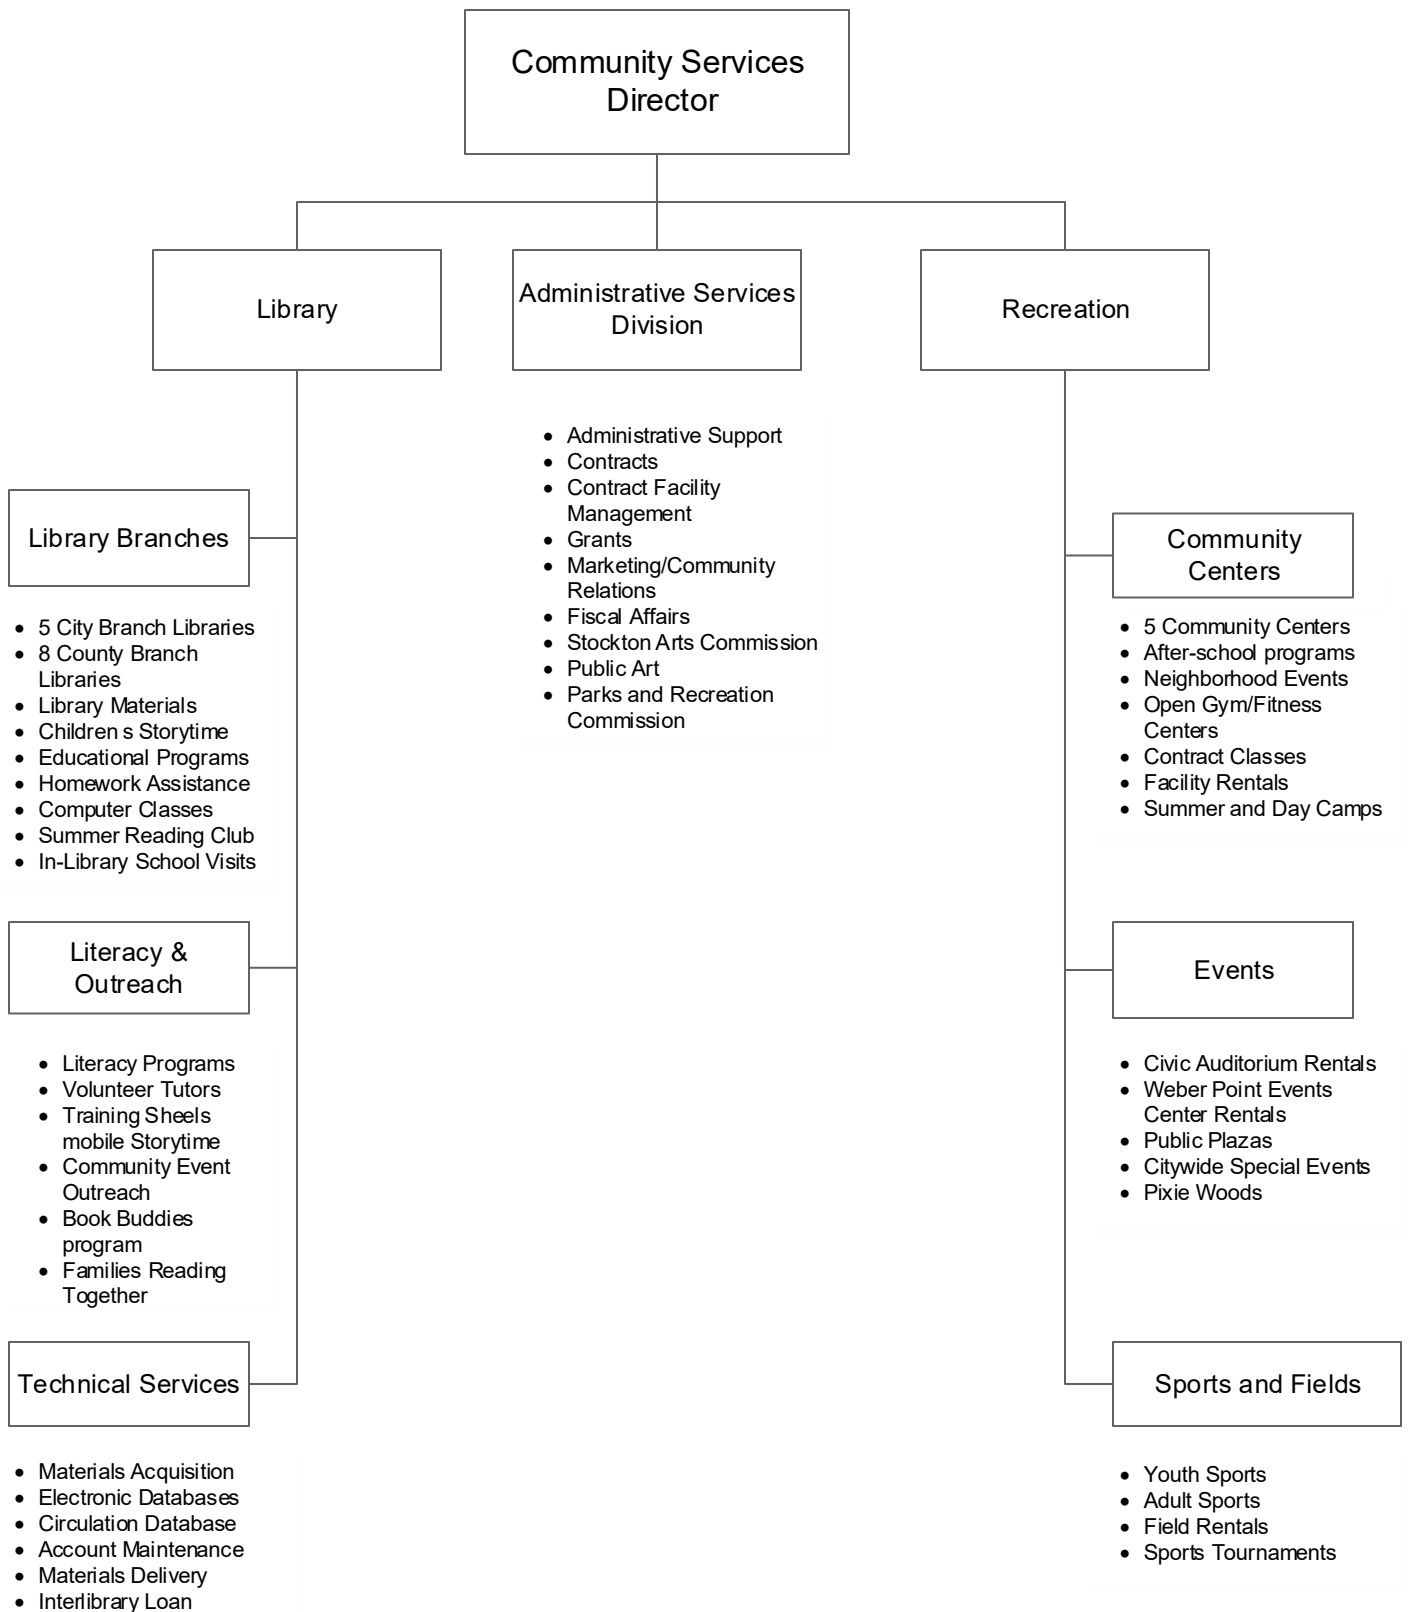 Community Services
Director
Library
Administrative Services
Division
Recreation
• Administrative Support
• Contracts
• Contract Facility
Management
• Grants
• Marketing/Community
Relations
• Fiscal Affairs
• Stockton Arts Commission
• Public Art
• Parks and Recreation
Commission
Library Branches
• 5 City Branch Libraries
• 8 County Branch
Libraries
• Library Materials
• Children s Storytime
• Educational Programs
• Homework Assistance
• Computer Classes
• Summer Reading Club
• In-Library School Visits
Literacy &
Outreach
• Literacy Programs
• Volunteer Tutors
• Training Sheels
mobile Storytime
• Community Event
Outreach
• Book Buddies
program
• Families Reading
Together
Technical Services
• Materials Acquisition
• Electronic Databases
• Circulation Database
• Account Maintenance
• Materials Delivery
• Interlibrary Loan
Community
Centers
• 5 Community Centers
• After-school programs
• Neighborhood Events
• Open Gym/Fitness
Centers
• Contract Classes
• Facility Rentals
• Summer and Day Camps
Events
• Civic Auditorium Rentals
• Weber Point Events
Center Rentals
• Public Plazas
• Citywide Special Events
• Pixie Woods
Sports and Fields
• Youth Sports
• Adult Sports
• Field Rentals
• Sports Tournaments